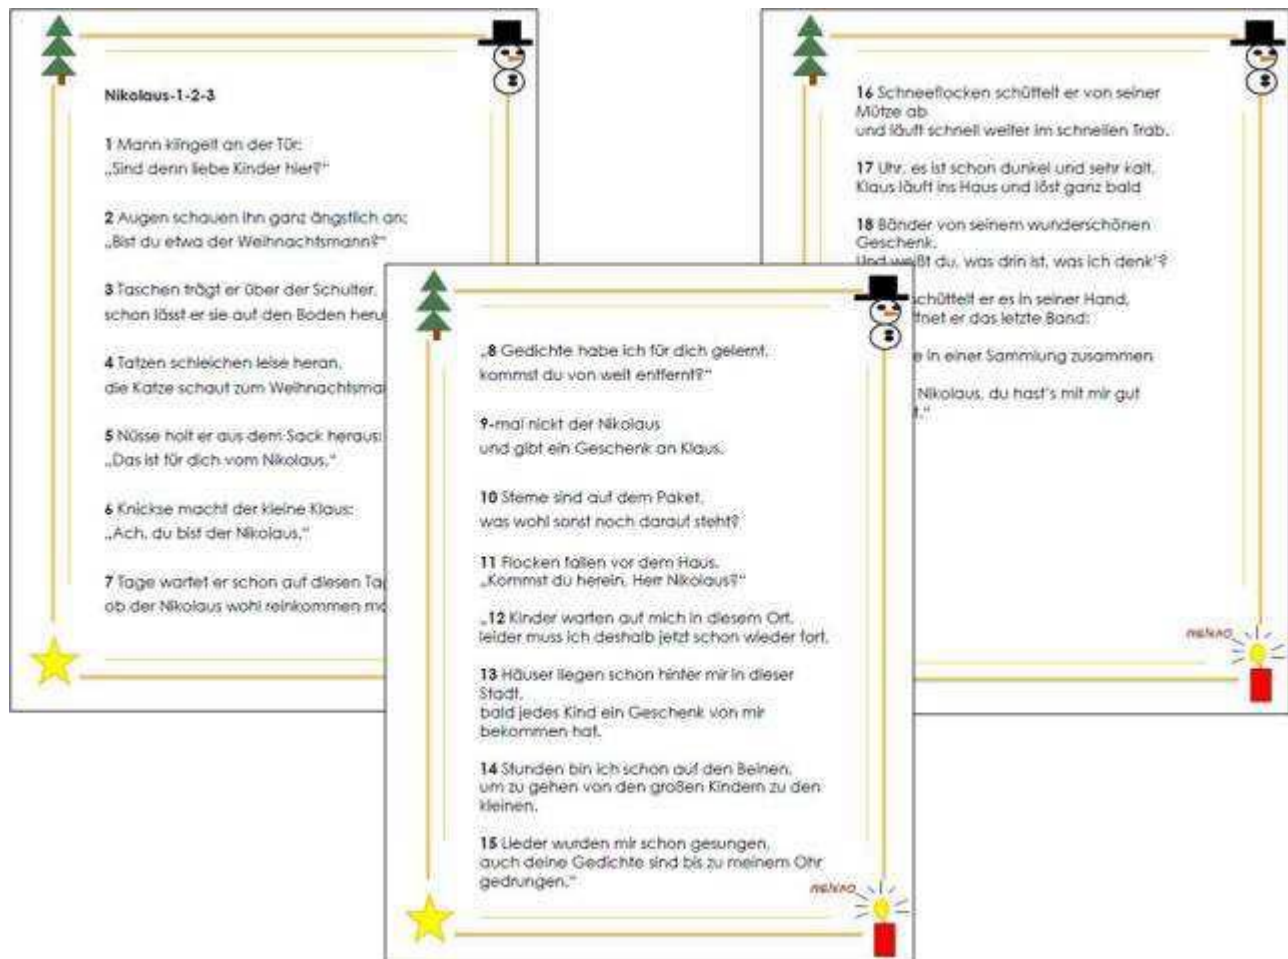 Nikolaus-1-2-3
1 Mann klingelt an der Tür:
„Sind denn liebe Kinder hier?“
2 Augen schauen ihn ganz ängstlich an:
„Bist du etwa der Weihnachtsmann?“
3 Taschen trägt er über der Schulter,
schon lässt er sie auf den Boden
4 Tatzen schleichen leise heran,
die Katze schaut zum
5 Nüsse holt er aus dem Sack heraus:
„Das ist für dich vom Nikolaus.“
6 Knickse macht der kleine Klaus:
„Ach, du bist der Nikolaus.“
7 Tage wartet er schon auf diesen
ob der Nikolaus wohl reinkommen
„8 Gedichte habe ich für dich gelernt,
kommst du von weit entfernt?“
9-mal nickt der Nikolaus
und gibt ein Geschenk an Klaus.
10 Sterne sind auf dem Paket,
was wohl sonst noch darauf steht?
11 Flocken fallen vor dem Haus.
„Kommst du herein, Herr Nikolaus?“
„12 Kinder warten auf mich in diesem Ort,
leider muss ich deshalb jetzt schon wieder fort.
13 Häuser liegen schon hinter mir in dieser
Stadt,
bald jedes Kind ein Geschenk von mir
bekommen hat.
14 Stunden bin ich schon auf den Beinen,
um zu gehen von den großen Kindern zu den
kleinen.
15 Lieder wurden mir schon gesungen,
auch deine Gedichte sind bis zu meinem Ohr
gedrungen.“
16 Schneeflocken schüttelt er von seiner
Mütze ab
und läuft schnell weiter im schnellen Trab.
17 Uhr, es ist schon dunkel und sehr kalt,
Klaus läuft ins Haus und löst ganz bald
18 Bänder von seinem wunderschönen
Geschenk.
Und weißt du, was drin ist, was ich denk'?
schüttelt er es in seiner Hand,
er das letzte Band:
in einer Sammlung zusammen
Nikolaus, du hast's mit mir gut